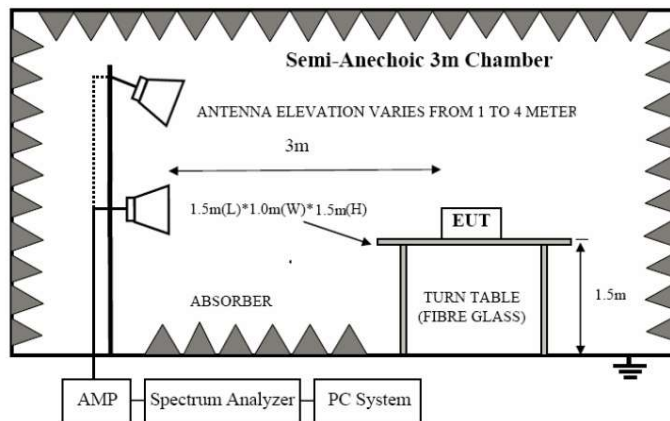 Semi-Anechoic 3m Chamber
ANTENNA ELEVATION VARIES FROM 1 TO 4 METER
3m
1.5m(L)*1.0m(W)*1.5m(H)
EUT
ABSORBER
TURN TABLE
(FIBRE GLASS)
1.5m
AMP
Spectrum Analyzer
PC System